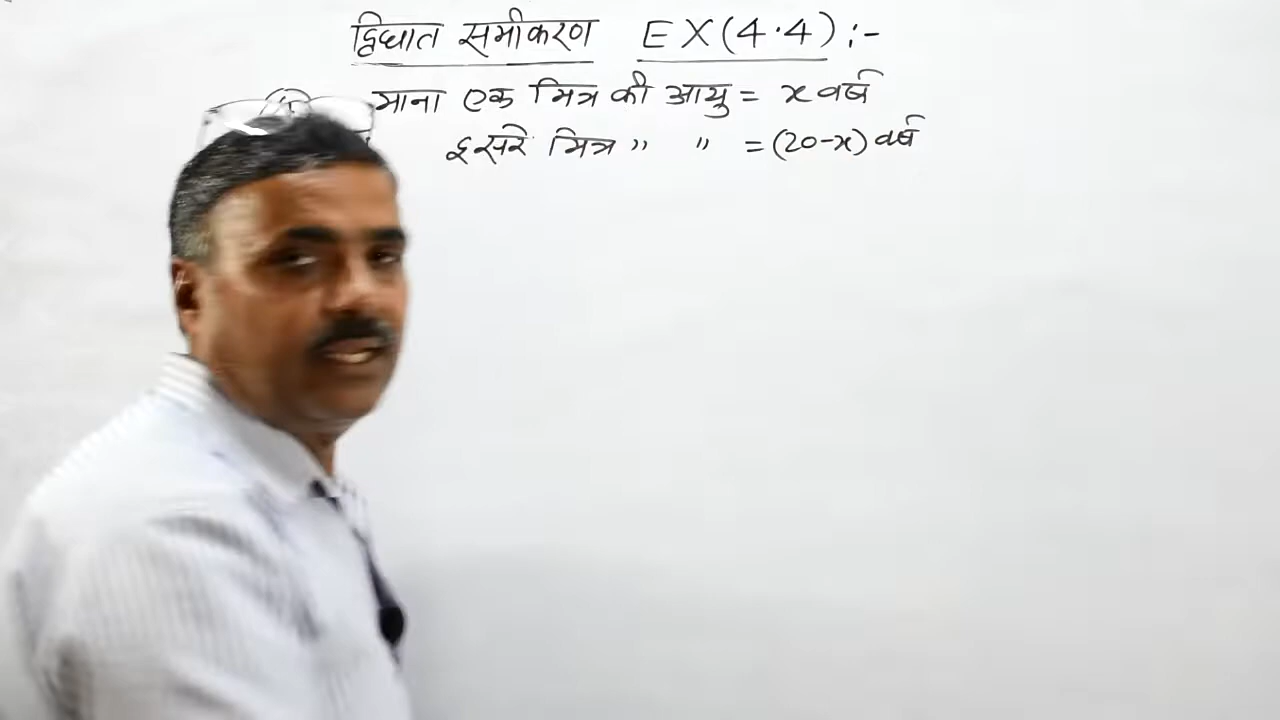 द्विघात समीकरण EX(4.4):-
माना एक मित्र की आयु = x वर्ष
दूसरे मित्र " " = (20-x) वर्ष